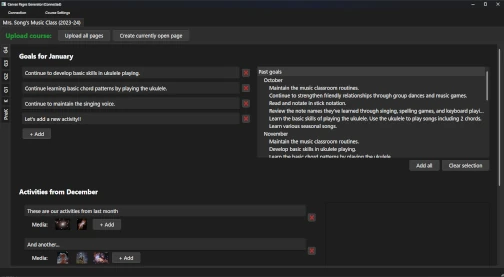 Canvas Pages Generator (Connected)
Connection Course Settings
Mrs. Song's Music Class (2023-24)
Upload course: Upload all pages Create currently open page
G4
G3
G2
G1
K
PreK
Goals for January
Continue to develop basic skills in ukulele playing.
Continue learning basic chord patterns by playing the ukulele.
Continue to maintain the singing voice.
Let's add a new activity!!
+ Add
Past goals
October
Maintain the music classroom routines.
Continue to strengthen friendly relationships through group dances and music games.
Read and notate in stick notation.
Review the note names they've learned through singing, spelling games, and keyboard playi...
Learn the basic skills of playing the ukulele. Use the ukulele to play songs including 2 chords.
Learn various seasonal songs.
November
Maintain the music classroom routines.
Develop basic skills in ukulele playing.
Learn the basic chord patterns by playing the ukulele.
Add all Clear selection
Activities from December
These are our activities from last month
Media: + Add
And another...
Media: + Add